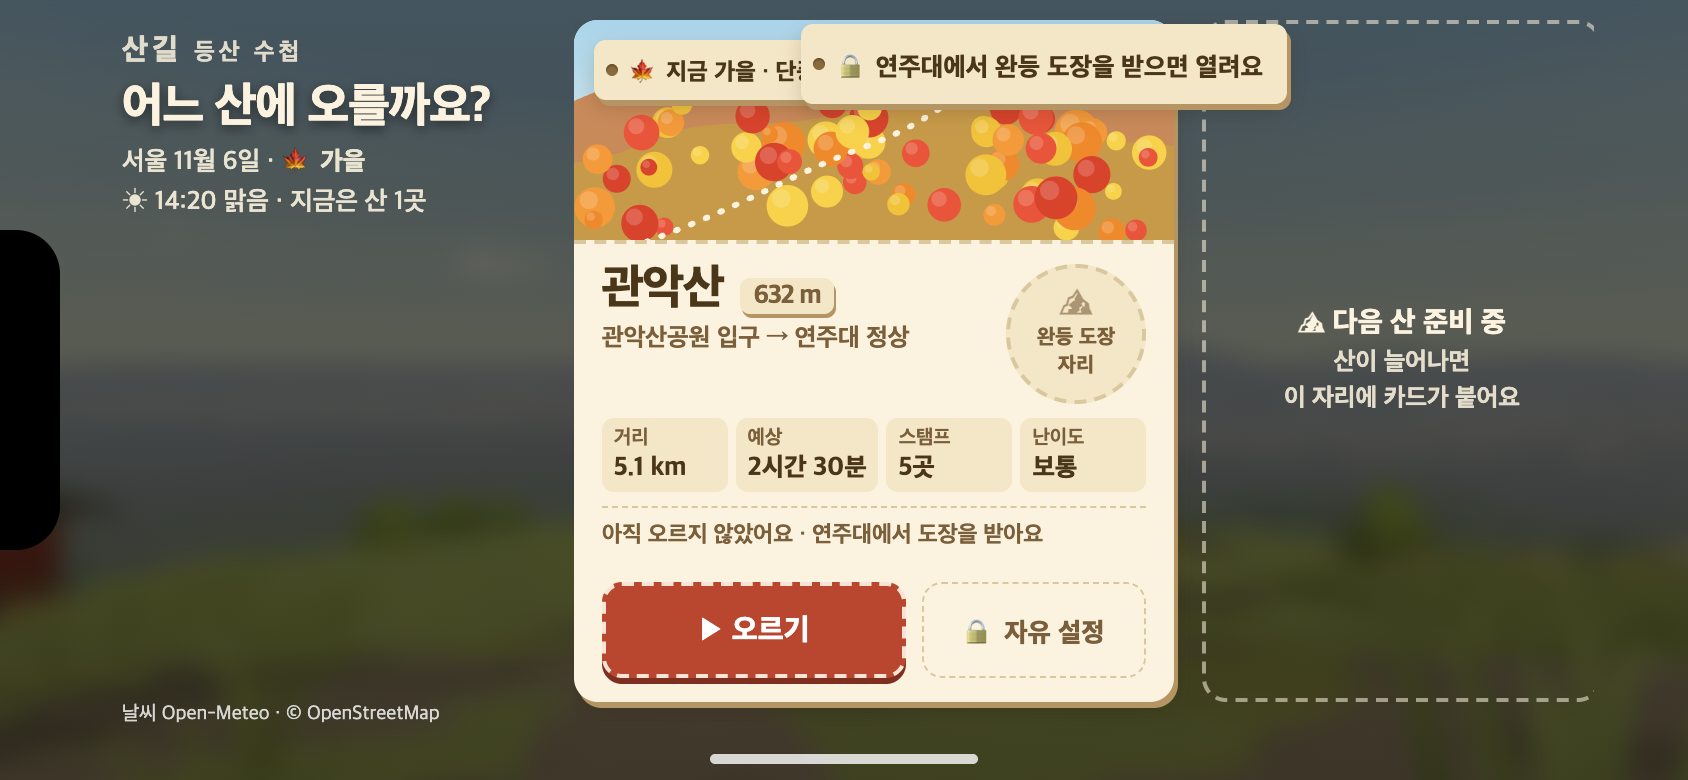 산길 등산 수첩
어느 산에 오를까요?
서울 11월 6일 · 🍁 가을
☀ 14:20 맑음 · 지금은 산 1곳
🍁 지금 가을 ·
🔒 연주대에서 완등 도장을 받으면 열려요
관악산 632 m
관악산공원 입구 → 연주대 정상
완등 도장
자리
거리
5.1 km
예상
2시간 30분
스탬프
5곳
난이도
보통
아직 오르지 않았어요 · 연주대에서 도장을 받아요
▶ 오르기
🔒 자유 설정
다음 산 준비 중
산이 늘어나면
이 자리에 카드가 붙어요
날씨 Open-Meteo · © OpenStreetMap